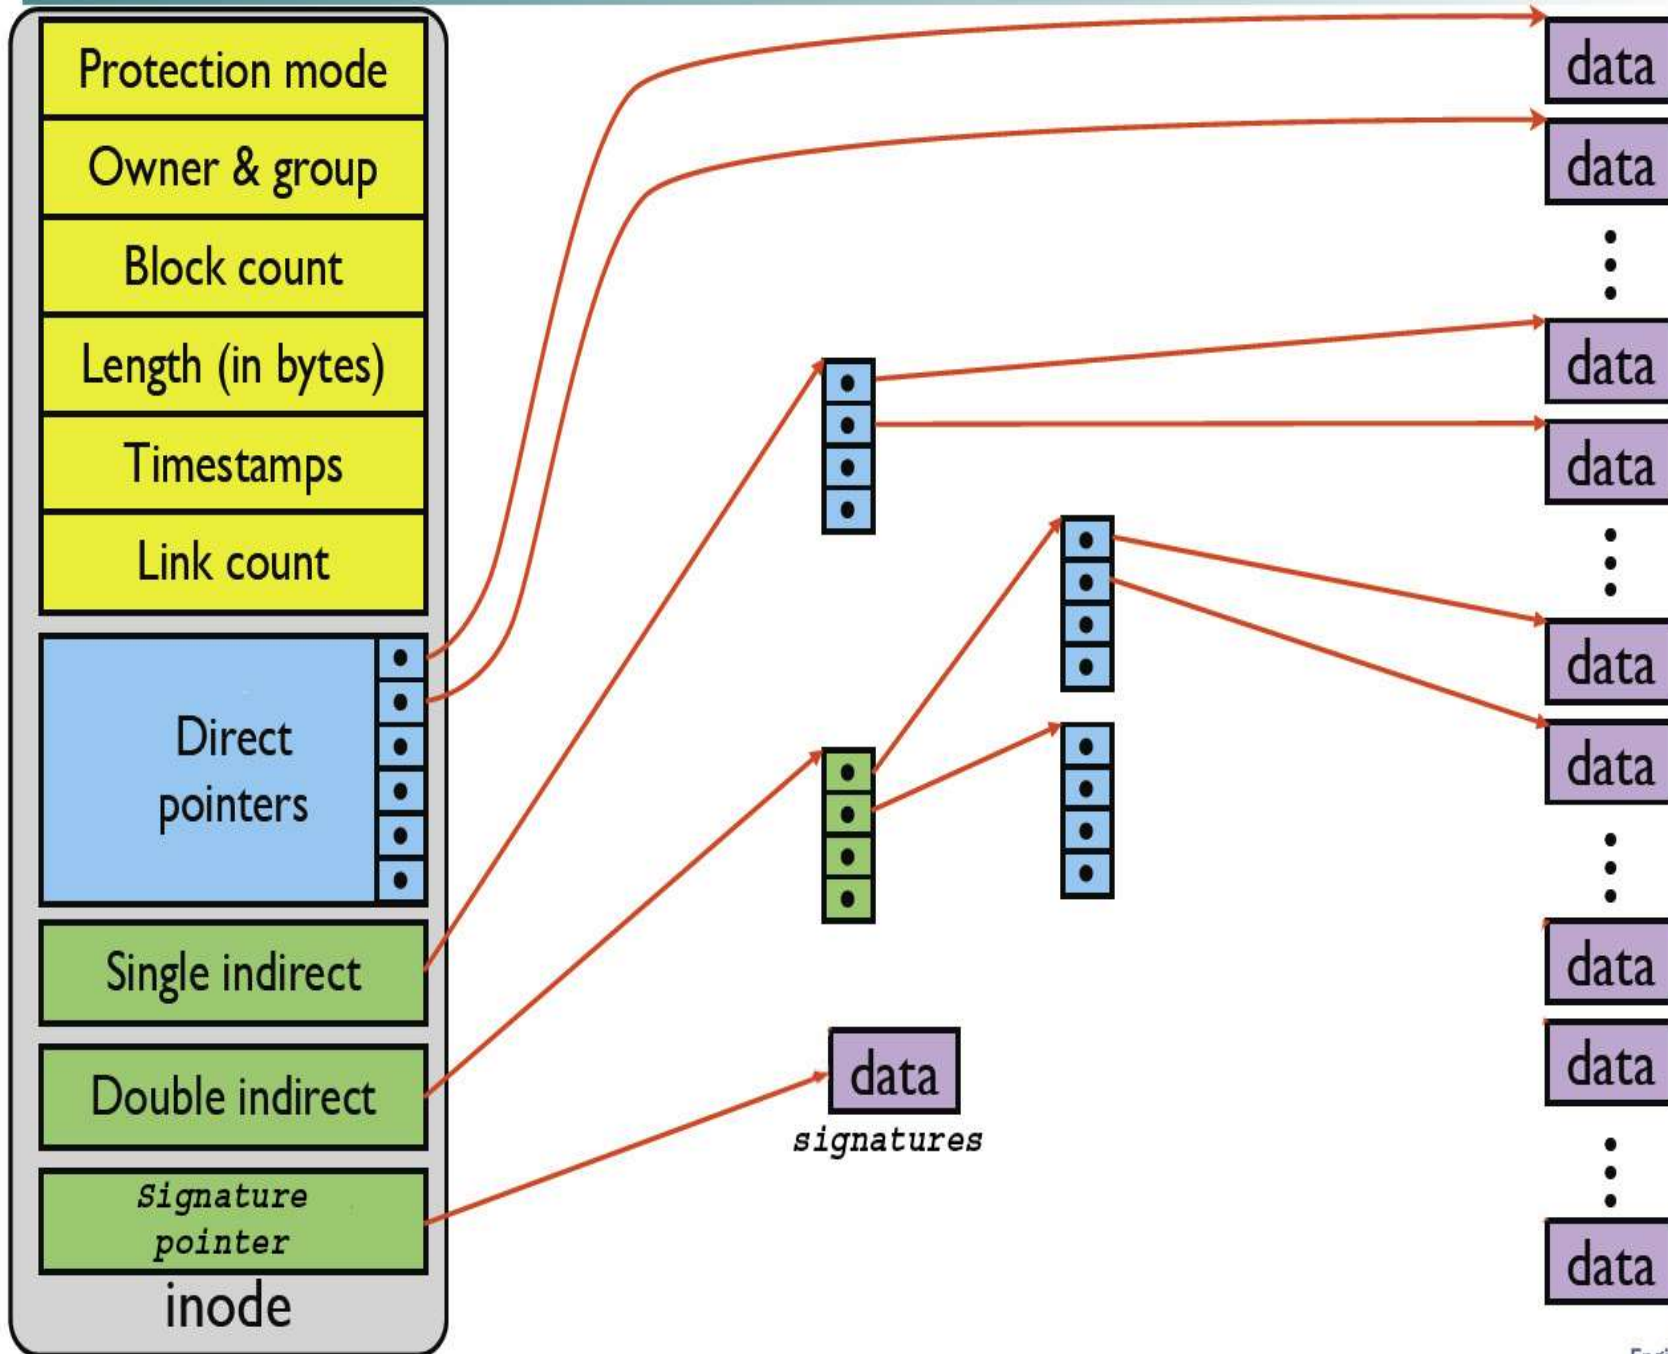 Protection mode
Owner & group
Block count
Length (in bytes)
Timestamps
Link count
Direct
pointers
Single indirect
Double indirect
Signature
pointer
inode
data
signatures
data
data
data
data
data
data
data
data
data